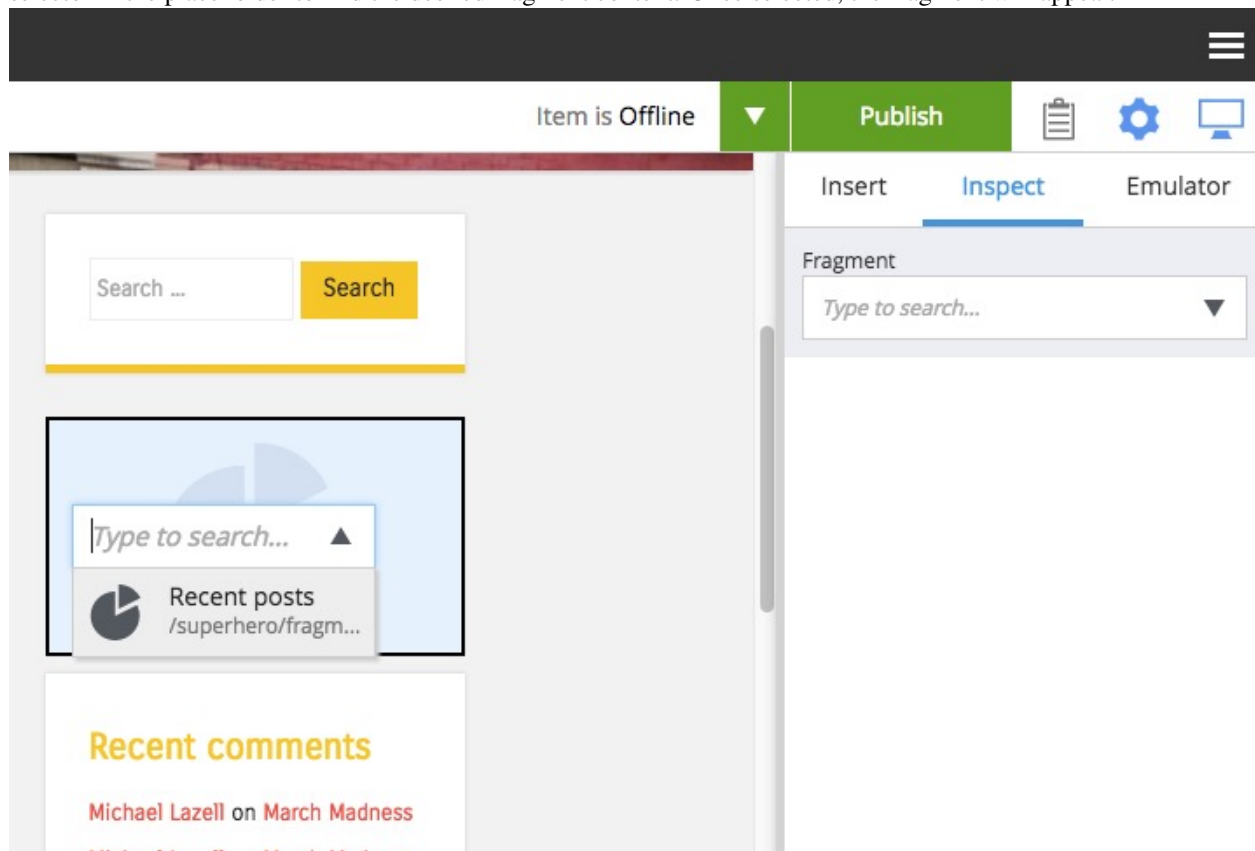 Item is Offline
Publish
Insert
Inspect
Emulator
Fragment
Type to search...
Search ...
Search
Type to search...
Recent posts
/superhero/fragm...
Recent comments
Michael Lazell on March Madness